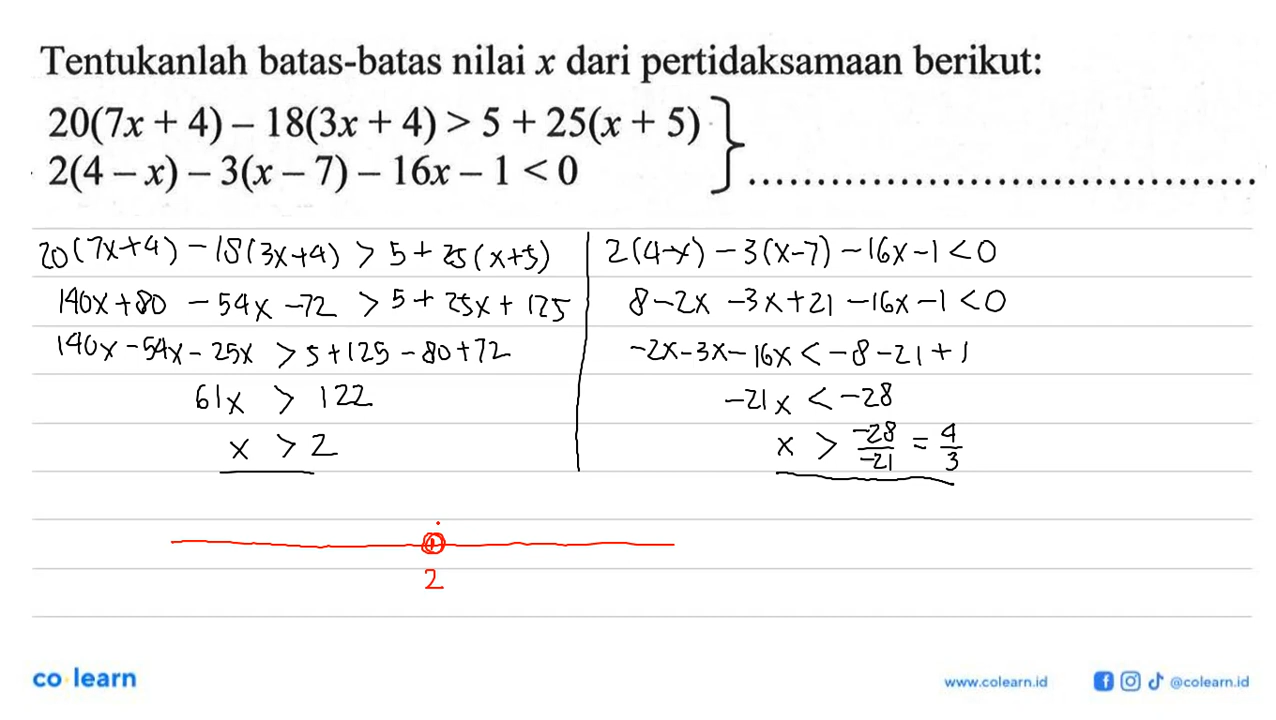 Tentukanlah batas-batas nilai x dari pertidaksamaan berikut:
20(7x + 4) – 18(3x + 4) > 5 + 25(x + 5)
2(4 – x) – 3(x – 7) – 16x – 1 < 0 } ....................................
20(7x+4) - 18(3x+4) > 5 + 25(x+5)
140x+80 - 54x - 72 > 5 + 25x + 125
140x - 54x - 25x > 5+125 - 80+72
61x > 122
x > 2
2(4-x) - 3(x-7) - 16x - 1 < 0
8 - 2x - 3x + 21 - 16x - 1 < 0
-2x - 3x - 16x < -8 - 21 + 1
-21x < -28
x > -28/-21 = 4/3
2
co·learn
www.colearn.id
@colearn.id